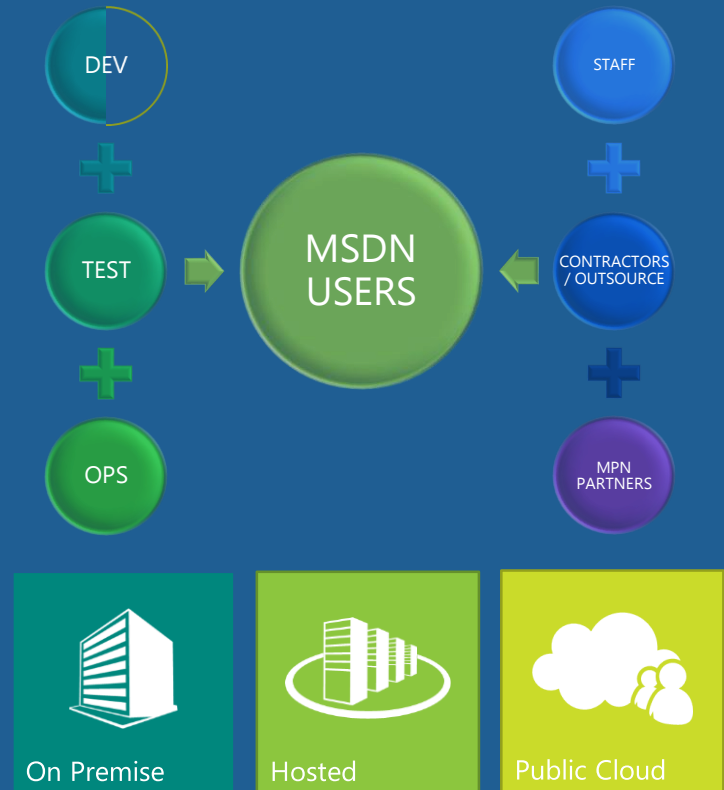 DEV
TEST
OPS
MSDN
USERS
STAFF
CONTRACTORS
/ OUTSOURCE
MPN
PARTNERS
On Premise
Hosted
Public Cloud